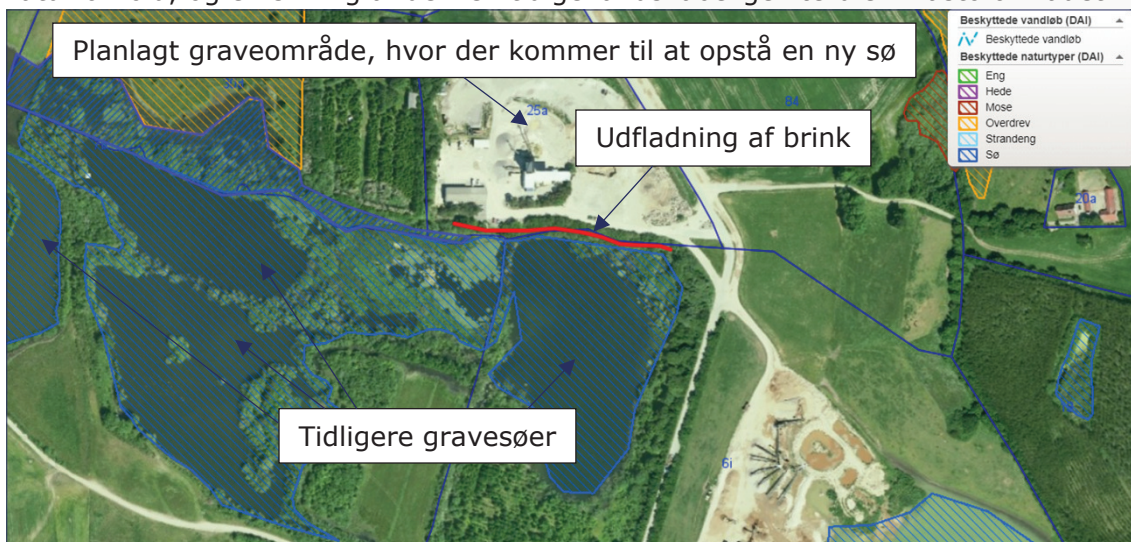 Planlagt graveområde, hvor der kommer til at opstå en ny sø
Udfladning af brink
Tidligere gravesøer
25a
84
20a
6i
Beskyttede vandløb (DAI)
Beskyttede vandløb
Beskyttede naturtyper (DAI)
Eng
Hede
Mose
Overdrev
Strandeng
Sø